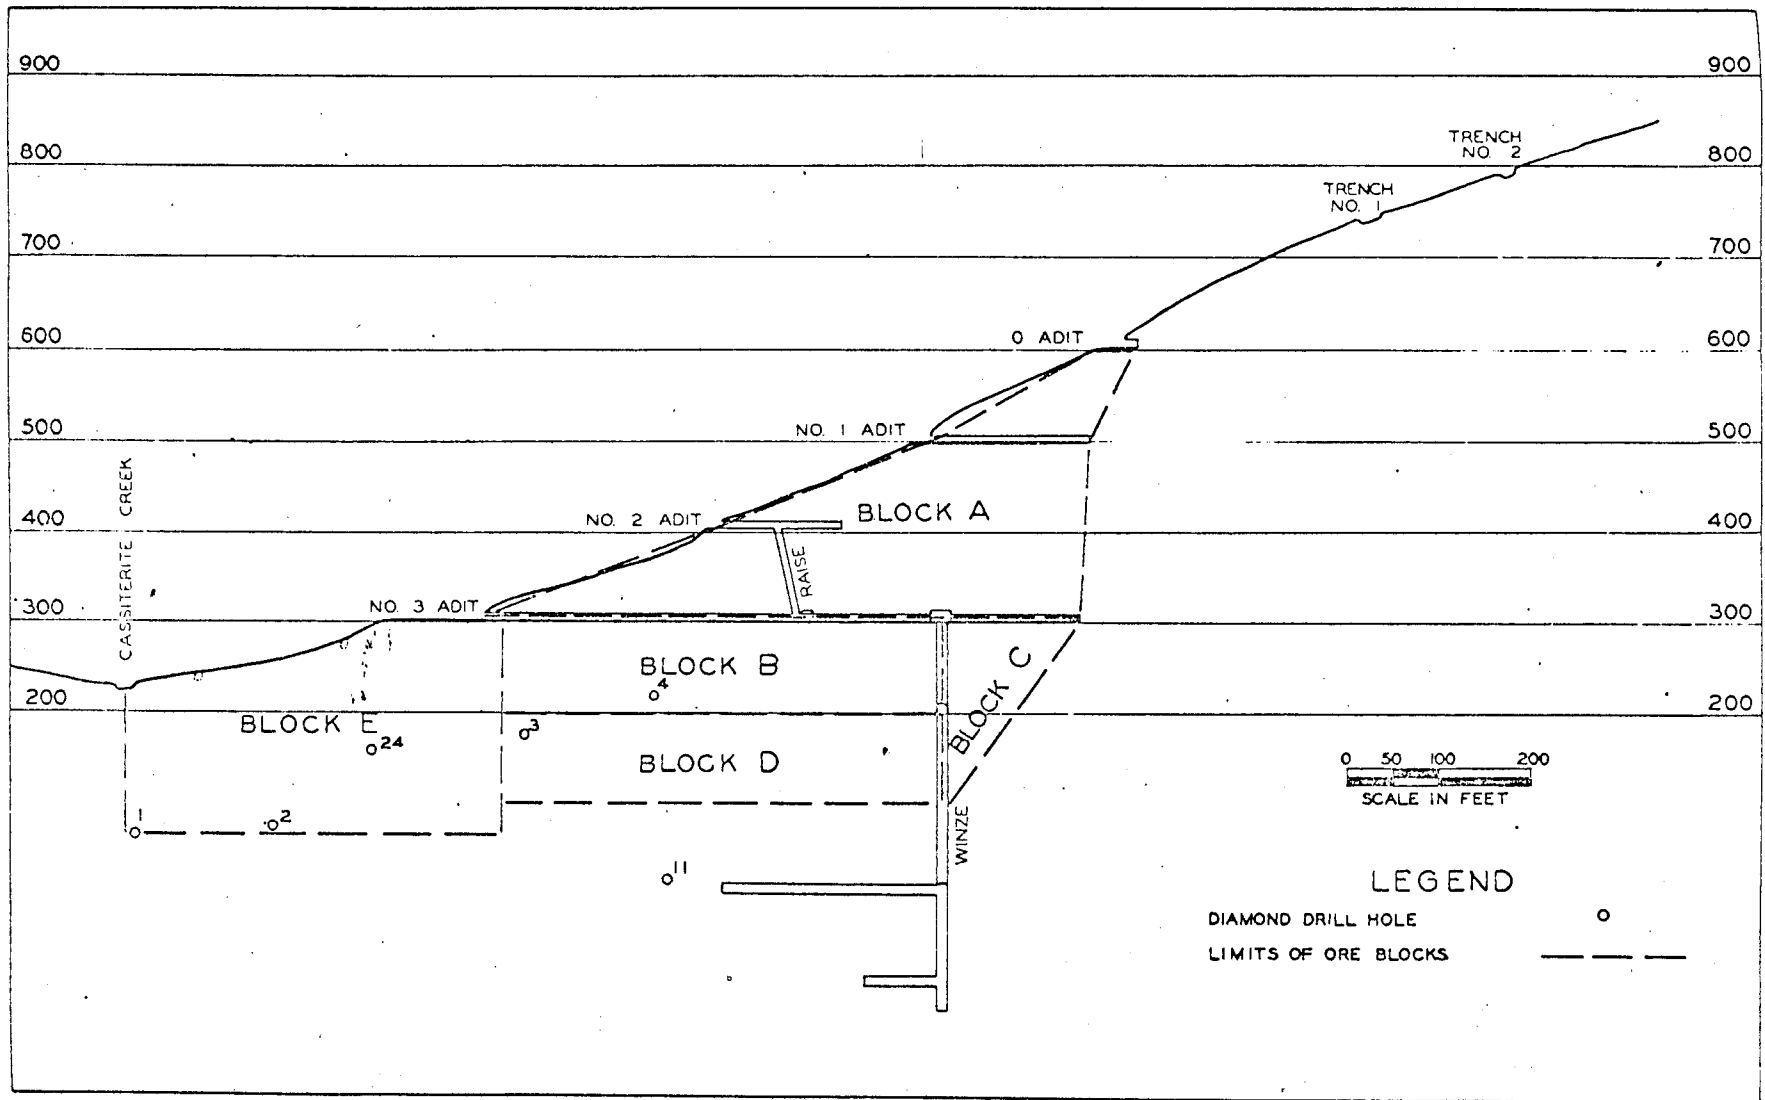 900
900
TRENCH
NO. 2
800
800
TRENCH
NO. 1
700
700
O ADIT
600
600
NO. 1 ADIT
500
500
CASSITERITE CREEK
BLOCK A
NO. 2 ADIT
400
400
RAISE
NO. 3 ADIT
300
300
BLOCK B
BLOCK C
4
200
200
BLOCK E
3
24
BLOCK D
0 50 100 200
SCALE IN FEET
1
2
WINZE
11
LEGEND
DIAMOND DRILL HOLE
LIMITS OF ORE BLOCKS